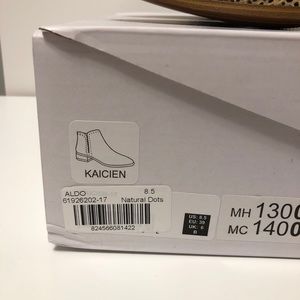 KAICIEN
ALDO 8.5
61926202-17 Natural Dots
824566081422
US: 8.5
EU: 39
UK: 6
B
MH 1300
MC 1400